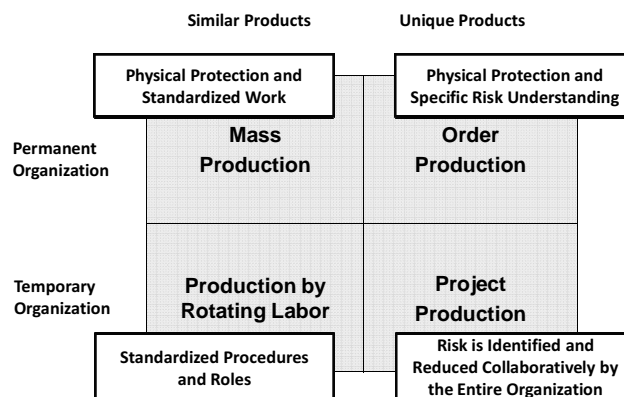 Similar Products
Unique Products
Physical Protection and
Standardized Work
Physical Protection and
Specific Risk Understanding
Permanent
Organization
Mass
Production
Order
Production
Temporary
Organization
Production by
Rotating Labor
Project
Production
Standardized Procedures
and Roles
Risk is Identified and
Reduced Collaboratively by
the Entire Organization